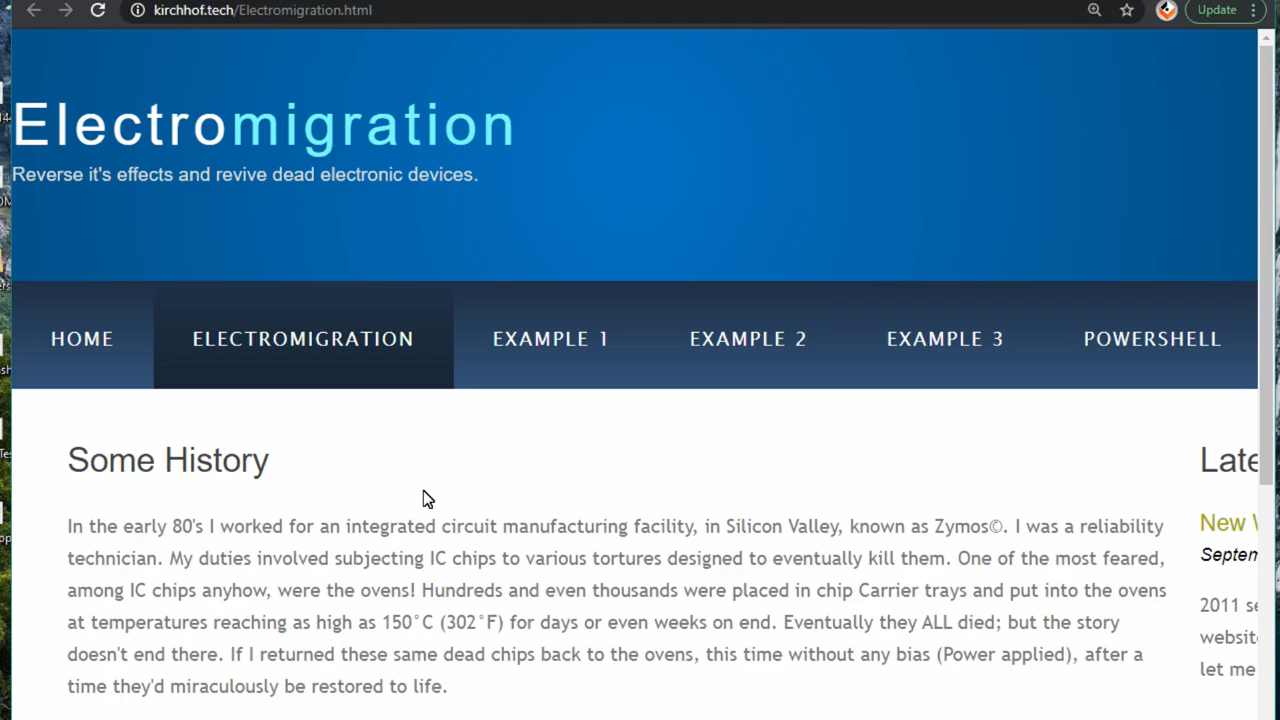 kirchhof.tech/Electromigration.html
Update
Electromigration
Reverse it's effects and revive dead electronic devices.
HOME ELECTROMIGRATION EXAMPLE 1 EXAMPLE 2 EXAMPLE 3 POWERSHELL
Some History
In the early 80's I worked for an integrated circuit manufacturing facility, in Silicon Valley, known as Zymos©. I was a reliability
technician. My duties involved subjecting IC chips to various tortures designed to eventually kill them. One of the most feared,
among IC chips anyhow, were the ovens! Hundreds and even thousands were placed in chip Carrier trays and put into the ovens
at temperatures reaching as high as 150°C (302°F) for days or even weeks on end. Eventually they ALL died; but the story
doesn't end there. If I returned these same dead chips back to the ovens, this time without any bias (Power applied), after a
time they'd miraculously be restored to life.
Late
New
Septem
2011 se
website
let me